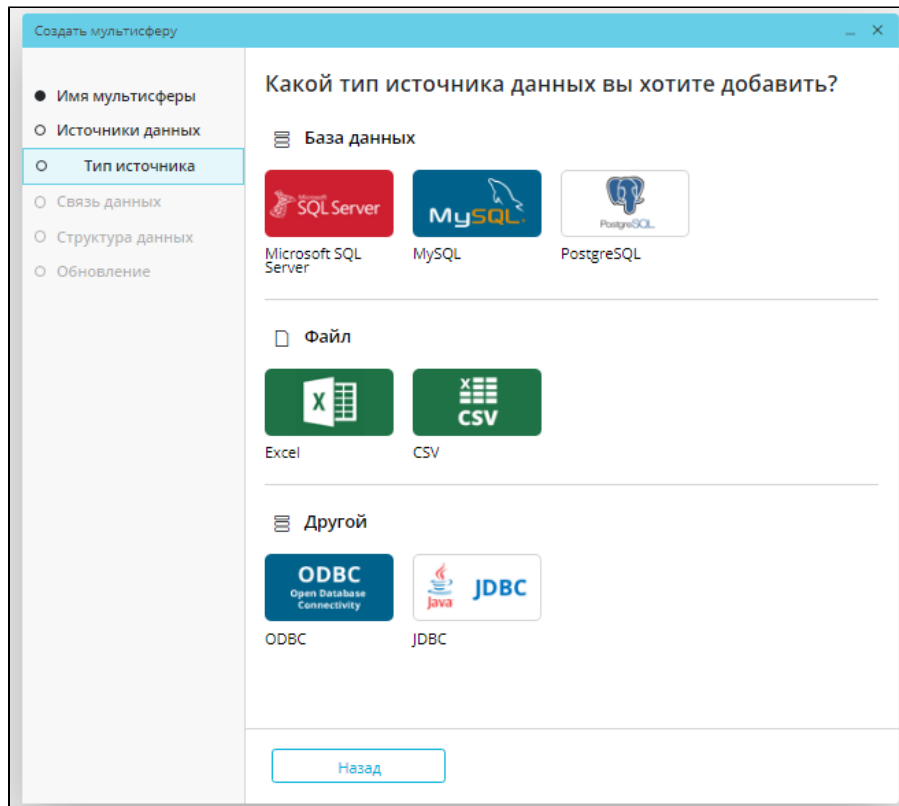 Создать мультисферу
Имя мультисферы
Источники данных
Тип источника
Связь данных
Структура данных
Обновление
Какой тип источника данных вы хотите добавить?
База данных
Microsoft
SQL Server
MySQL
PostgreSQL
Microsoft SQL
Server
MySQL
PostgreSQL
Файл
X
X
CSV
Excel
CSV
Другой
ODBC
Open Database
Connectivity
Java
JDBC
ODBC
JDBC
Назад